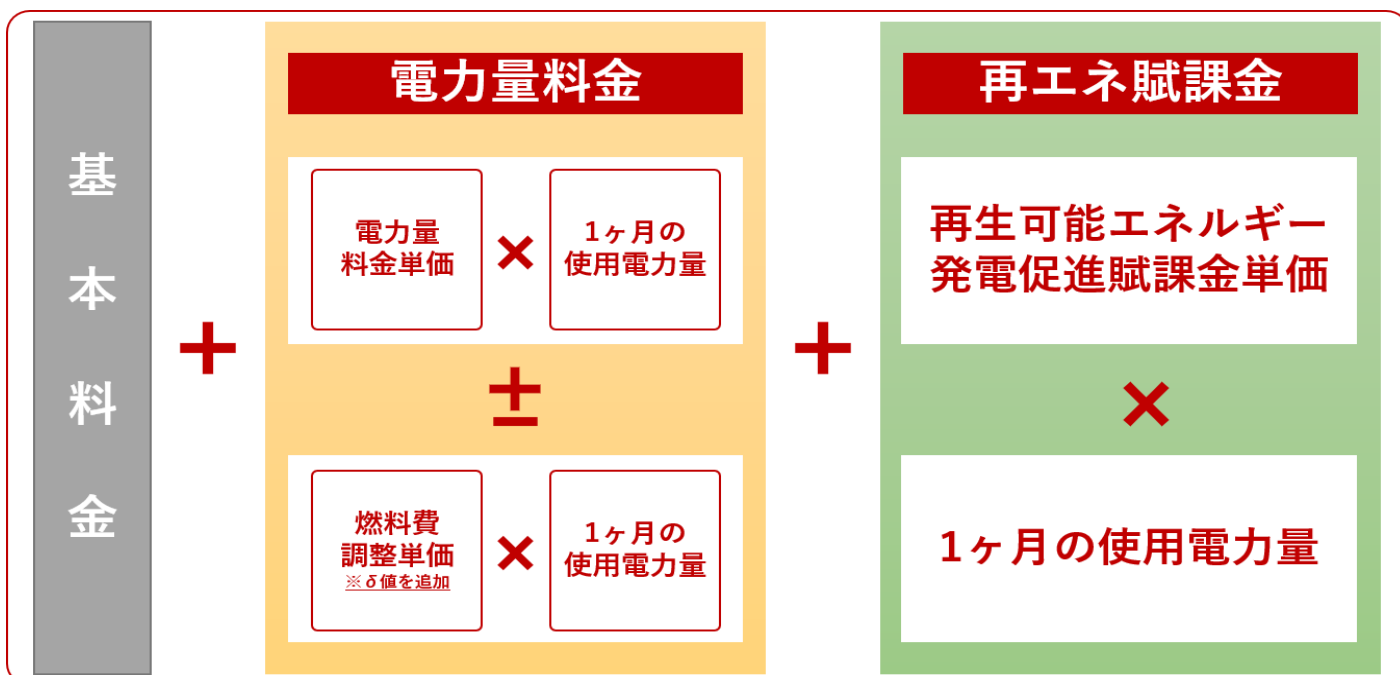 基本料金
+
電力量料金
電力量
料金単価
×
1ヶ月の
使用電力量
±
燃料費
調整単価
※δ値を追加
×
1ヶ月の
使用電力量
+
再エネ賦課金
再生可能エネルギー
発電促進賦課金単価
×
1ヶ月の使用電力量